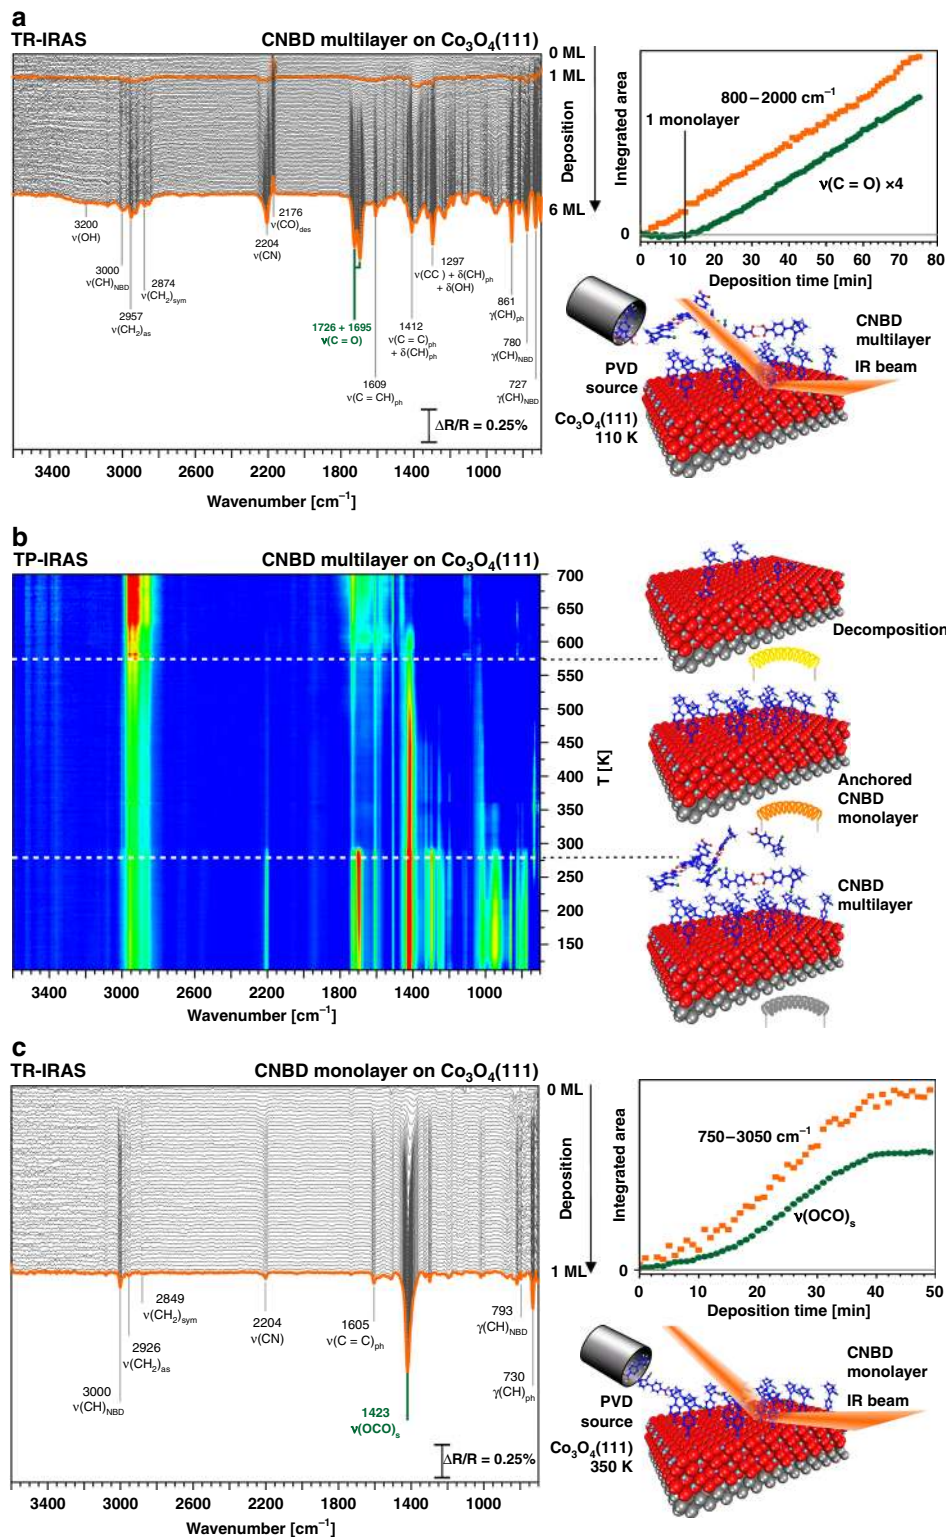 a
TR-IRAS
CNBD multilayer on Co₃O₄(111)
0 ML
1 ML
6 ML
Deposition
3200
ν(OH)
3000
ν(CH)NBD
2957
ν(CH₂)as
2874
ν(CH₂)sym
2204
ν(CN)
2176
ν(CO)des
1726 + 1695
ν(C = O)
1609
ν(C = CH)ph
1412
ν(C = C)ph
+ δ(CH)ph
1297
ν(CC ) + δ(CH)ph
+ δ(OH)
861
γ(CH)ph
780
γ(CH)NBD
727
γ(CH)NBD
ΔR/R = 0.25%
3400 3000 2600 2200 1800 1400 1000
Wavenumber [cm⁻¹]
Integrated area
800–2000 cm⁻¹
1 monolayer
ν(C = O) ×4
0
0 10 20 30 40 50 60 70 80
Deposition time [min]
CNBD
multilayer
IR beam
PVD
source
Co₃O₄(111)
110 K
b
TP-IRAS
CNBD multilayer on Co₃O₄(111)
700
650
600
550
500
450
400
350
300
250
200
150
T [K]
3400 3000 2600 2200 1800 1400 1000
Wavenumber [cm⁻¹]
Decomposition
Anchored
CNBD
monolayer
CNBD
multilayer
c
TR-IRAS
CNBD monolayer on Co₃O₄(111)
0 ML
1 ML
Deposition
3000
ν(CH)NBD
2926
ν(CH₂)as
2849
ν(CH₂)sym
2204
ν(CN)
1605
ν(C = C)ph
1423
ν(OCO)s
793
γ(CH)NBD
730
γ(CH)ph
ΔR/R = 0.25%
3400 3000 2600 2200 1800 1400 1000
Wavenumber [cm⁻¹]
Integrated area
750–3050 cm⁻¹
ν(OCO)s
0
0 10 20 30 40 50
Deposition time [min]
CNBD
monolayer
IR beam
PVD
source
Co₃O₄(111)
350 K